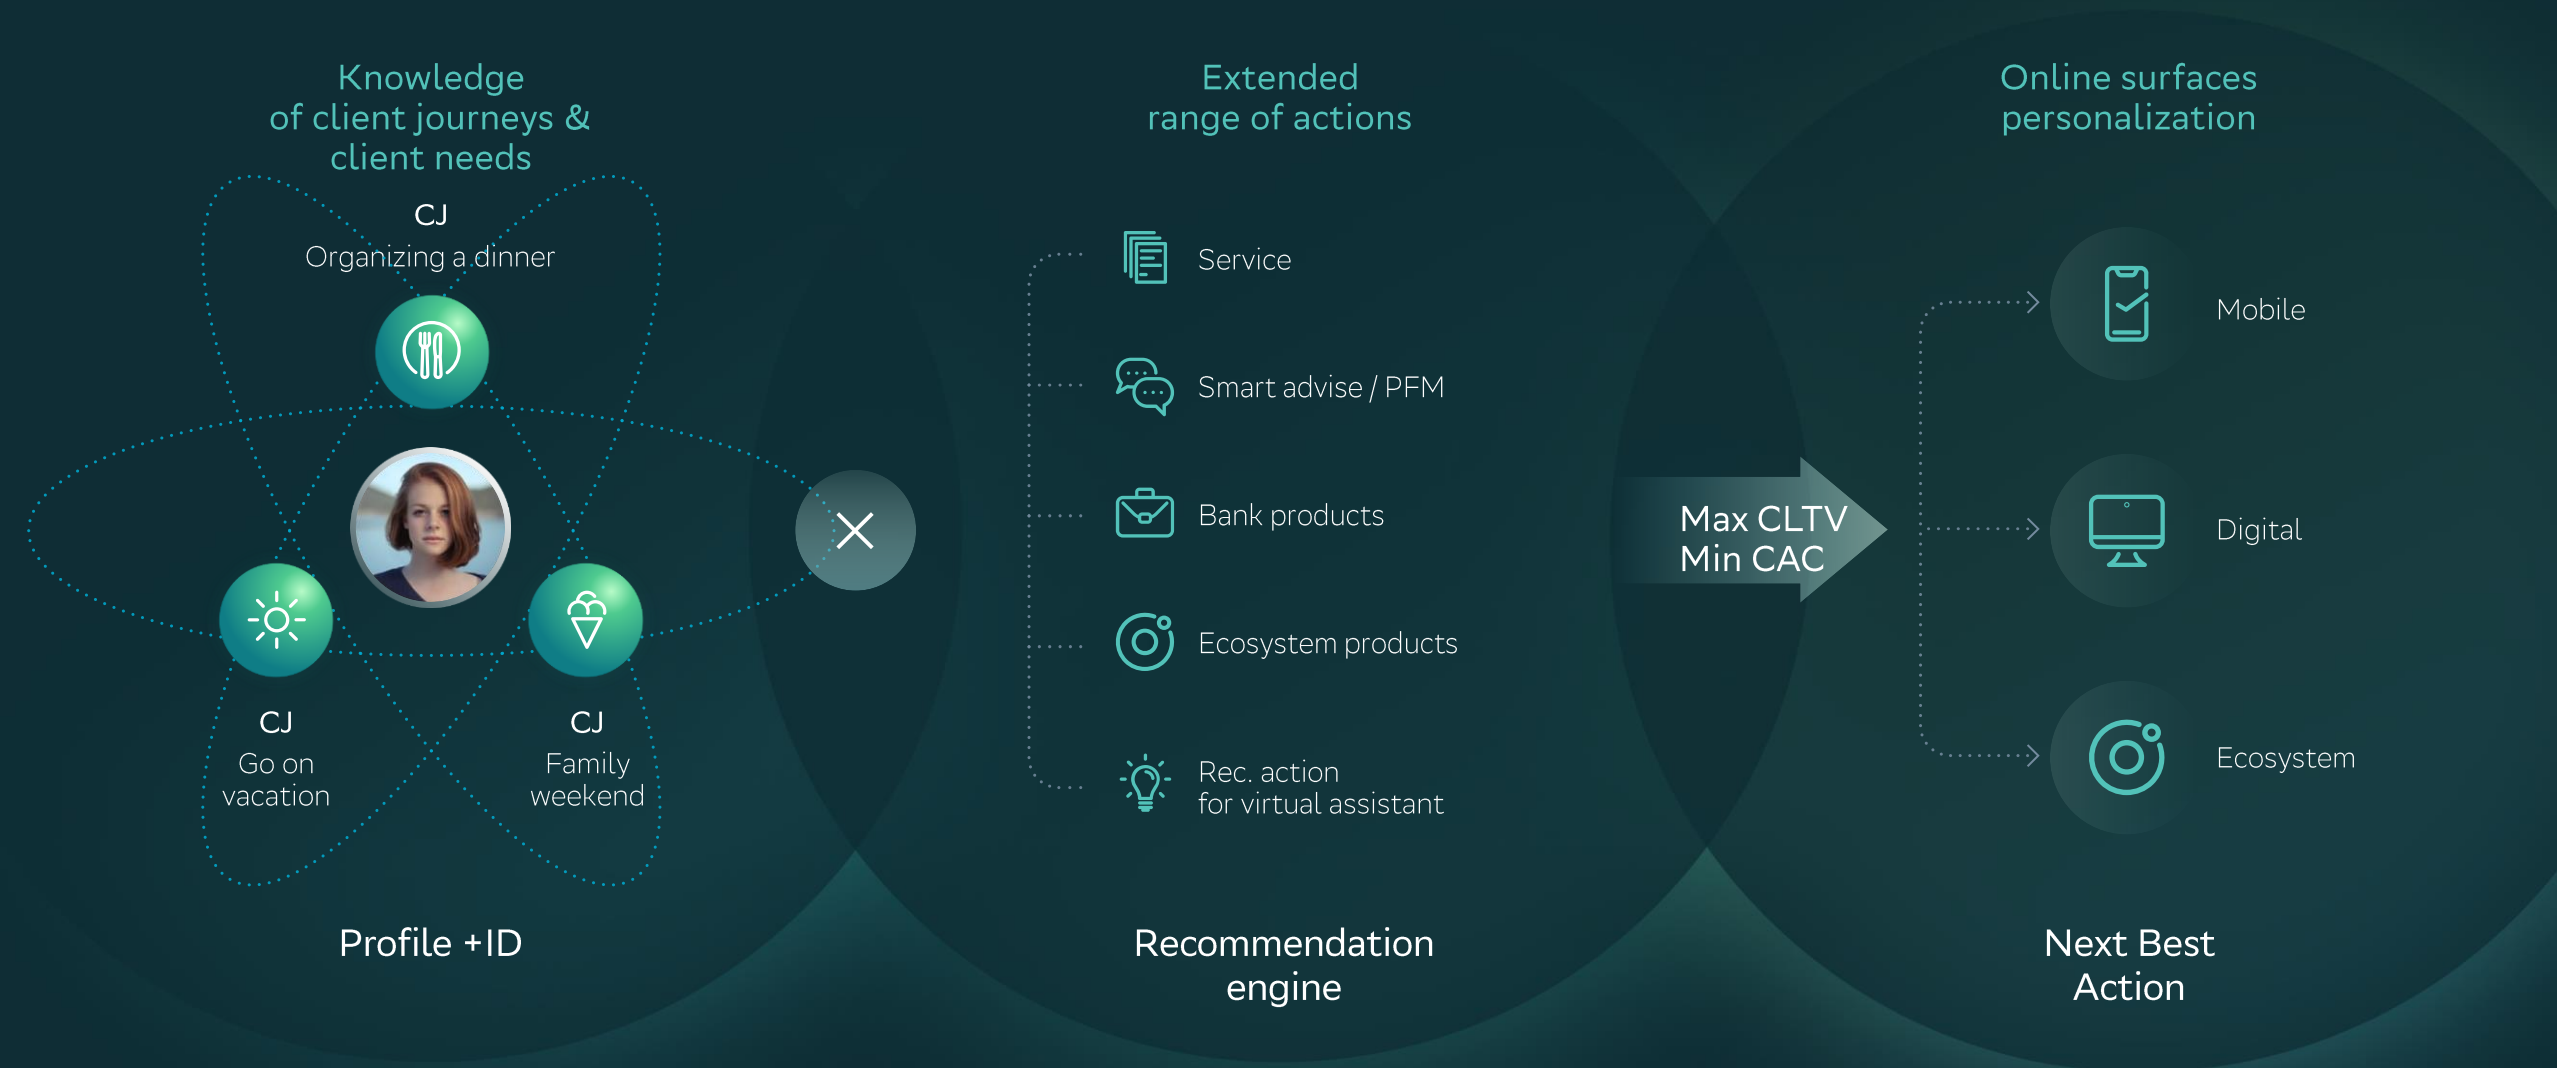 Knowledge
of client journeys &
client needs
CJ
Organizing a dinner
CJ
Go on
vacation
CJ
Family
weekend
Profile +ID
Extended
range of actions
Service
Smart advise / PFM
Bank products
Ecosystem products
Rec. action
for virtual assistant
Recommendation
engine
Max CLTV
Min CAC
Online surfaces
personalization
Mobile
Digital
Ecosystem
Next Best
Action